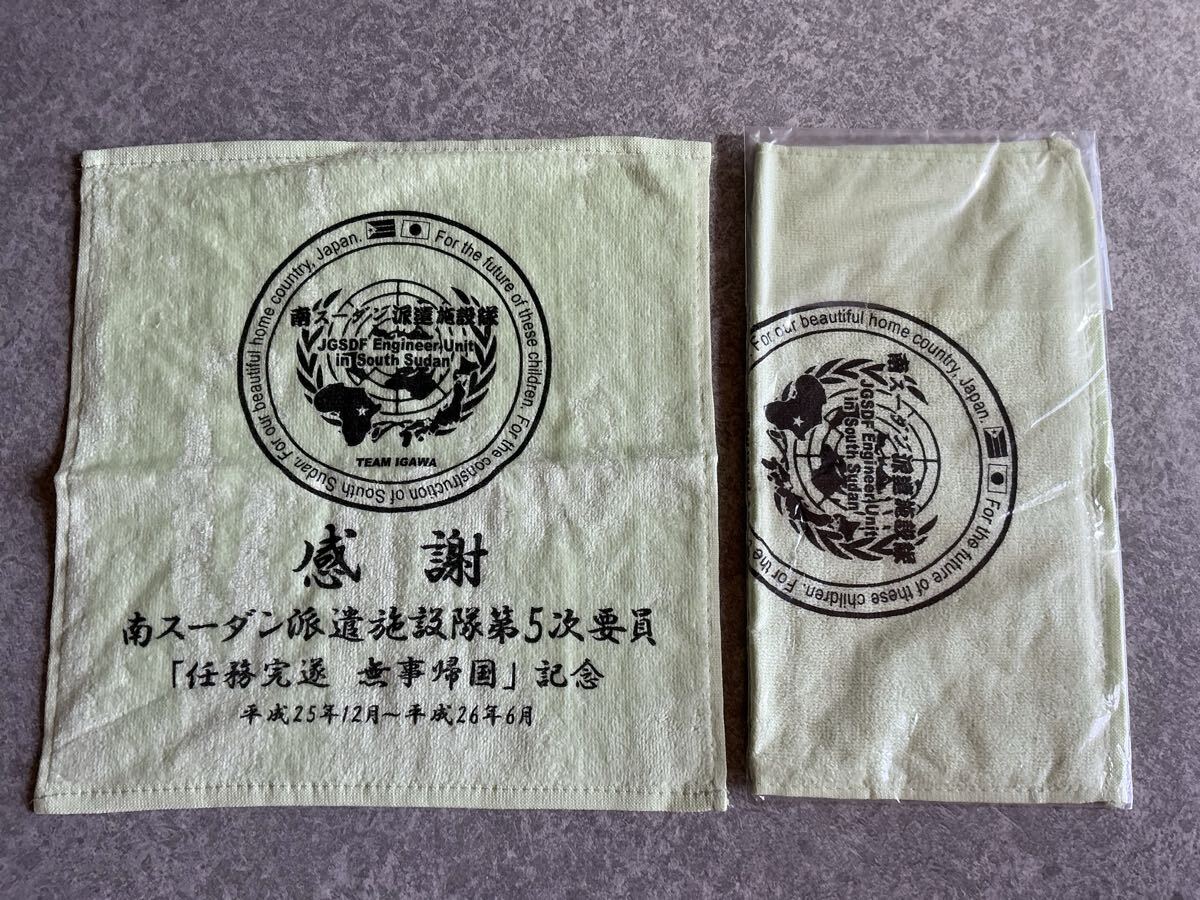 For the future of these children. For the construction of South Sudan. For our beautiful home country, Japan.
南スーダン派遣施設隊
JGSDF Engineer Unit
in South Sudan
TEAM IGAWA
感 謝
南スーダン派遣施設隊第5次要員
「任務完遂 無事帰国」記念
平成25年12月～平成26年6月
For our beautiful home country, Japan.
For the future of these children. For the
南スーダン派遣施設隊
JGSDF Engineer Unit
in South Sudan